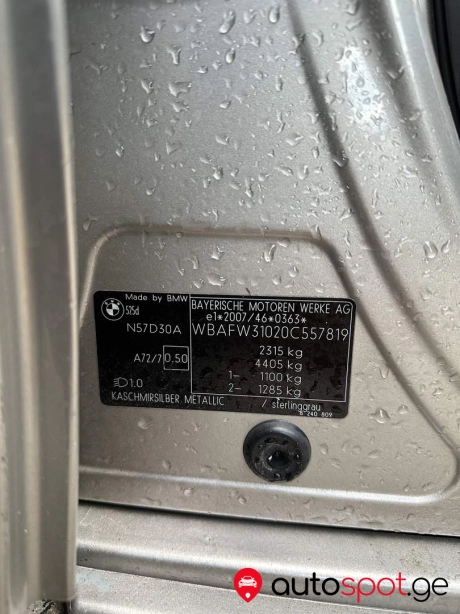 Made by BMW
BAYERISCHE MOTOREN WERKE AG
e1*2007/46*0363*
N57D30A
WBAFW31020C557819
2315 kg
A72/7 0.50
4405 kg
1- 1100 kg
1.0
2- 1285 kg
KASCHMIRSILBER METALLIC / sterlinggrau
autospot.ge